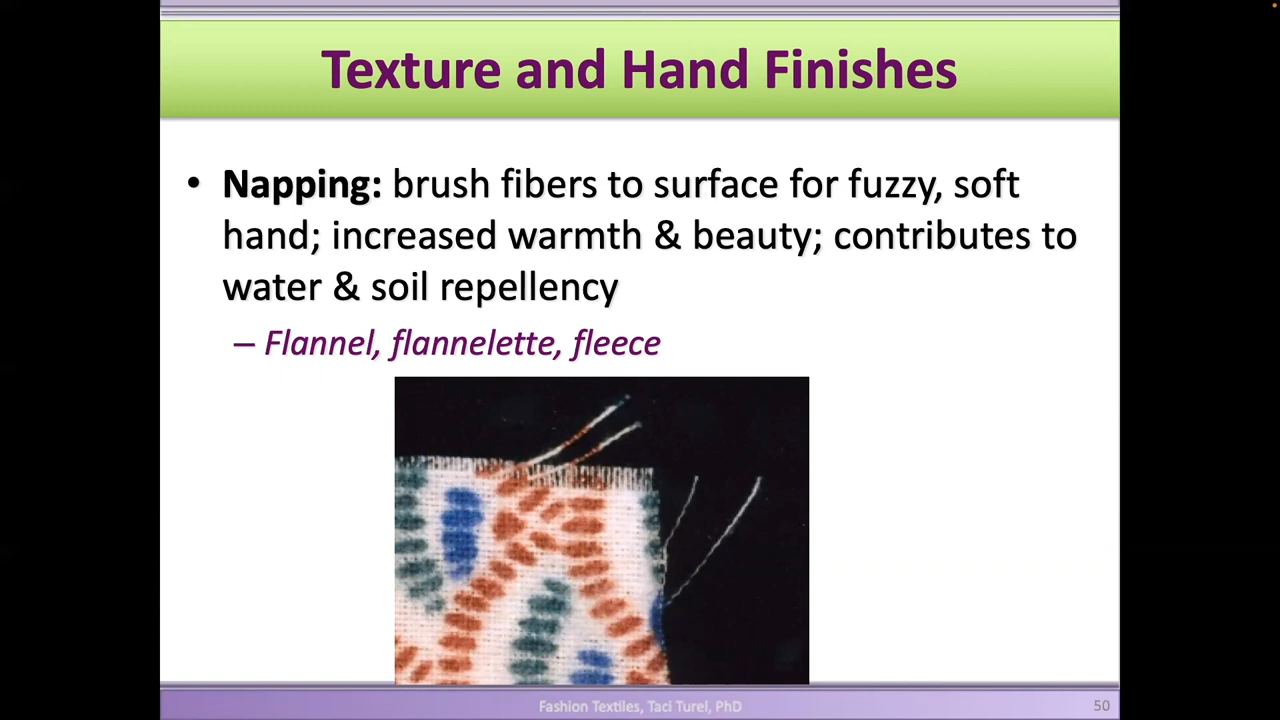 Texture and Hand Finishes
• Napping: brush fibers to surface for fuzzy, soft
hand; increased warmth & beauty; contributes to
water & soil repellency
– Flannel, flannelette, fleece
Fashion Textiles, Taci Turel, PhD
50